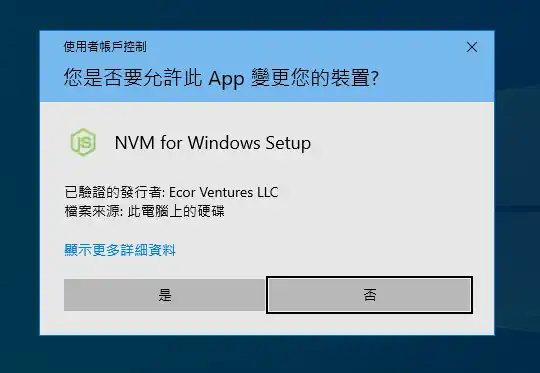 使用者帳戶控制
您是否要允許此 App 變更您的裝置?
JS
NVM for Windows Setup
已驗證的發行者: Ecor Ventures LLC
檔案來源: 此電腦上的硬碟
顯示更多詳細資料
是
否